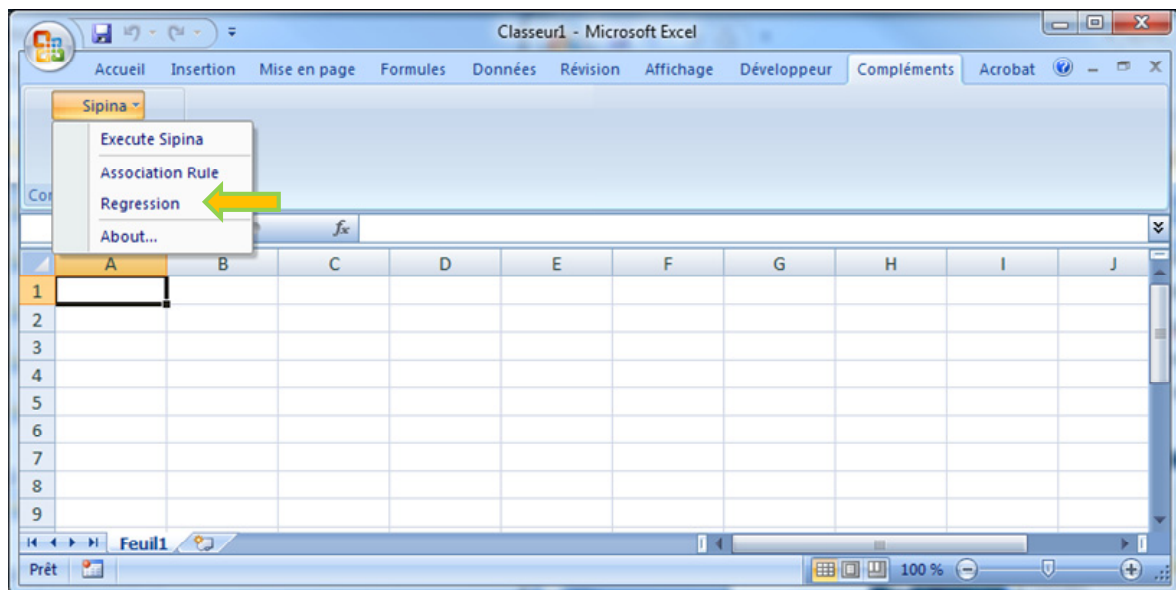 Classeur1 - Microsoft Excel
Accueil Insertion Mise en page Formules Données Révision Affichage Développeur Compléments Acrobat
Sipina
Execute Sipina
Association Rule
Regression
About...
fx
A B C D E F G H I J
1
2
3
4
5
6
7
8
9
Feuil1
Prêt 100 %